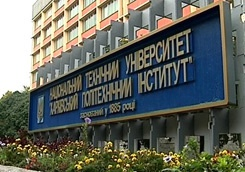 НАЦІОНАЛЬНИЙ ТЕХНІЧНИЙ УНІВЕРСИТЕТ
"ХАРКІВСЬКИЙ ПОЛІТЕХНІЧНИЙ ІНСТИТУТ"
заснований у 1885 році